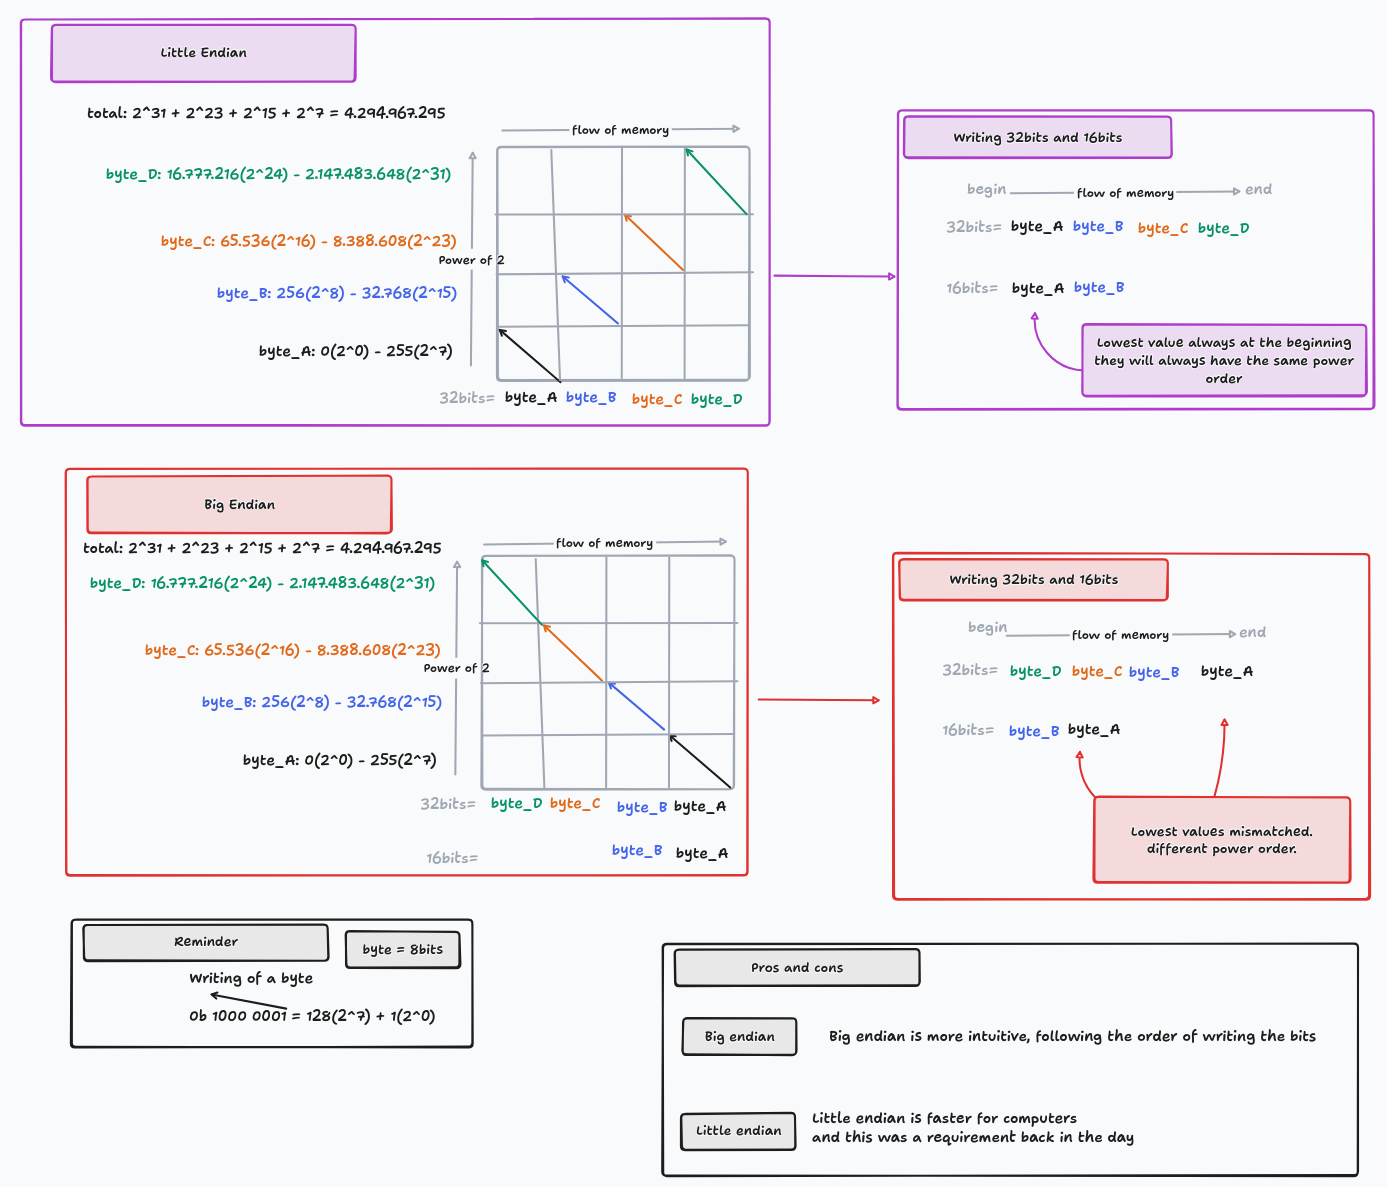 Little Endian
total: 2^31 + 2^23 + 2^15 + 2^7 = 4.294.967.295
flow of memory
byte_D: 16.777.216(2^24) - 2.147.483.648(2^31)
byte_C: 65.536(2^16) - 8.388.608(2^23)
Power of 2
byte_B: 256(2^8) - 32.768(2^15)
byte_A: 0(2^0) - 255(2^7)
32bits= byte_A byte_B byte_C byte_D
Writing 32bits and 16bits
begin flow of memory end
32bits= byte_A byte_B byte_C byte_D
16bits= byte_A byte_B
Lowest value always at the beginning
they will always have the same power
order
Big Endian
total: 2^31 + 2^23 + 2^15 + 2^7 = 4.294.967.295
flow of memory
byte_D: 16.777.216(2^24) - 2.147.483.648(2^31)
byte_C: 65.536(2^16) - 8.388.608(2^23)
Power of 2
byte_B: 256(2^8) - 32.768(2^15)
byte_A: 0(2^0) - 255(2^7)
32bits= byte_D byte_C byte_B byte_A
16bits= byte_B byte_A
Writing 32bits and 16bits
begin flow of memory end
32bits= byte_D byte_C byte_B byte_A
16bits= byte_B byte_A
Lowest values mismatched.
different power order.
Reminder
byte = 8bits
Writing of a byte
0b 1000 0001 = 128(2^7) + 1(2^0)
Pros and cons
Big endian
Big endian is more intuitive, following the order of writing the bits
Little endian
Little endian is faster for computers
and this was a requirement back in the day